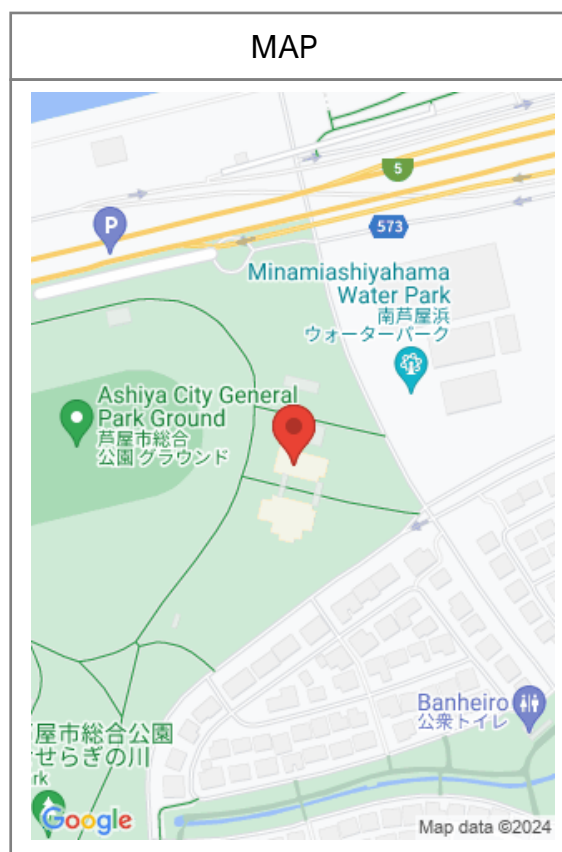 MAP
5
P
573
Minamiashiyahama
Water Park
南芦屋浜
ウォーターパーク
Ashiya City General
Park Ground
芦屋市総合
公園 グラウンド
Banheiro
公衆トイレ
屋市総合公園
せらぎの川
rk
Google
Map data ©2024